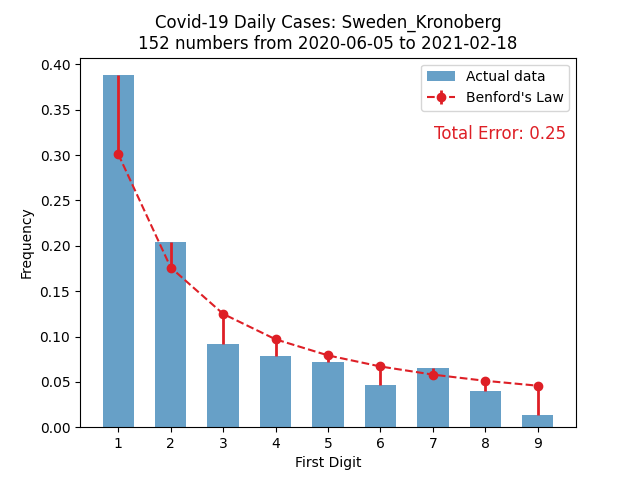 Covid-19 Daily Cases: Sweden_Kronoberg
152 numbers from 2020-06-05 to 2021-02-18
Actual data
Benford's Law
Total Error: 0.25
Frequency
0.40
0.35
0.30
0.25
0.20
0.15
0.10
0.05
0.00
1 2 3 4 5 6 7 8 9
First Digit